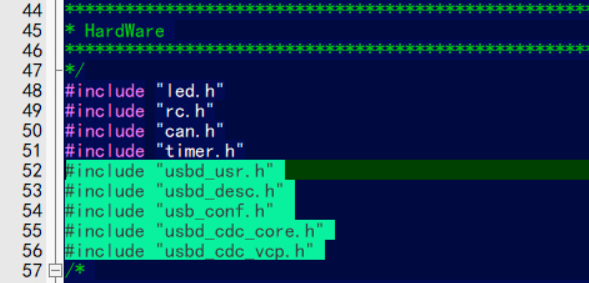 44 ****************************************************
45 * HardWare
46 ****************************************************
47 */
48 #include "led.h"
49 #include "rc.h"
50 #include "can.h"
51 #include "timer.h"
52 #include "usbd_usr.h"
53 #include "usbd_desc.h"
54 #include "usb_conf.h"
55 #include "usbd_cdc_core.h"
56 #include "usbd_cdc_vcp.h"
57 /*